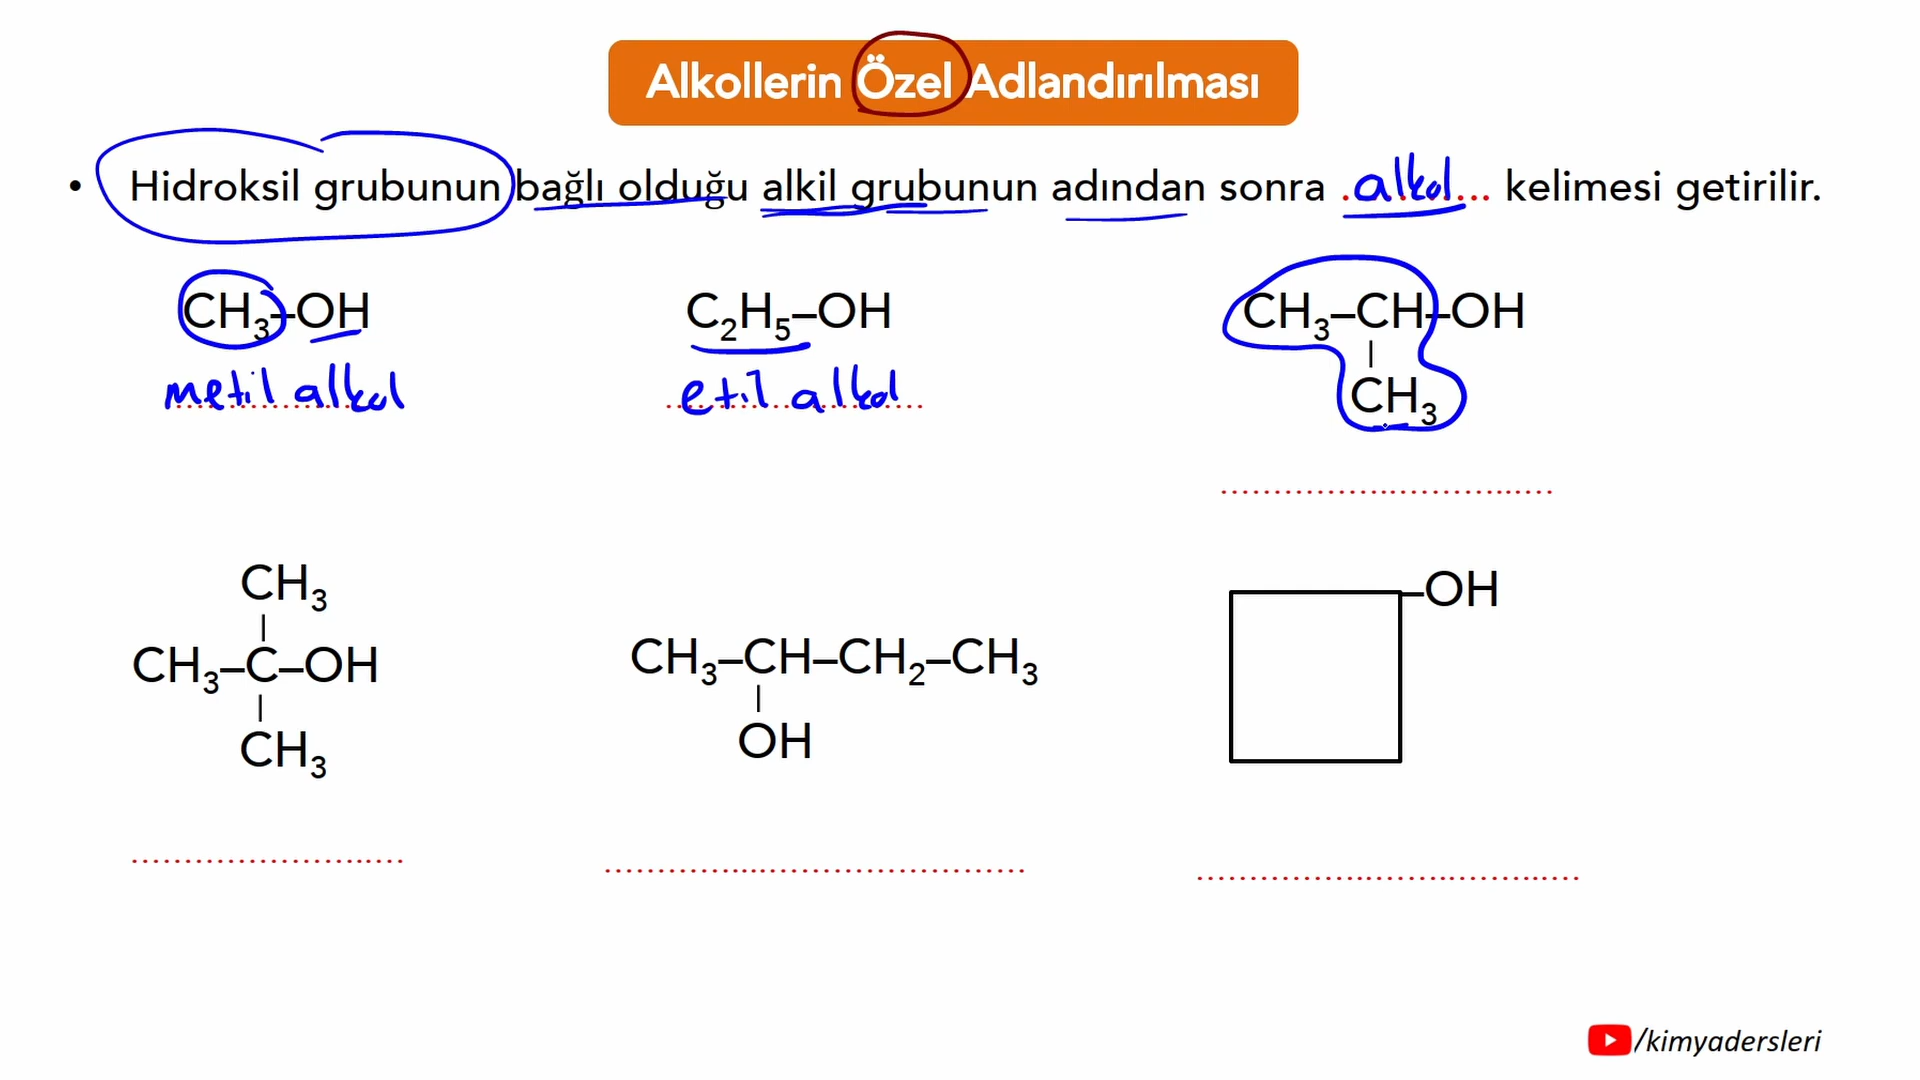 Alkollerin Özel Adlandırılması
• Hidroksil grubunun bağlı olduğu alkil grubunun adından sonra alkol kelimesi getirilir.
CH₃–OH
metil alkol
C₂H₅–OH
etil alkol
CH₃–CH–OH
CH₃
CH₃
CH₃–C–OH
CH₃
CH₃–CH–CH₂–CH₃
OH
–OH
/kimyadersleri